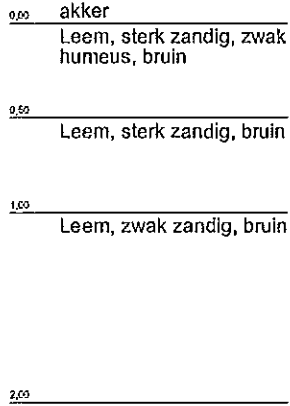 0,00 akker
Leem, sterk zandig, zwak
humeus, bruin
0,50
Leem, sterk zandig, bruin
1,00
Leem, zwak zandig, bruin
2,00